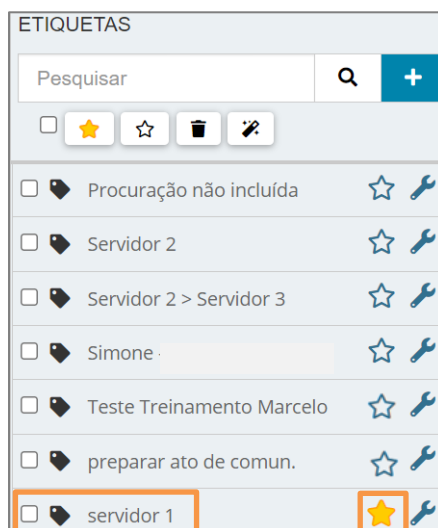 ETIQUETAS
Pesquisar
Procuração não incluída
Servidor 2
Servidor 2 > Servidor 3
Simone -
Teste Treinamento Marcelo
preparar ato de comun.
servidor 1